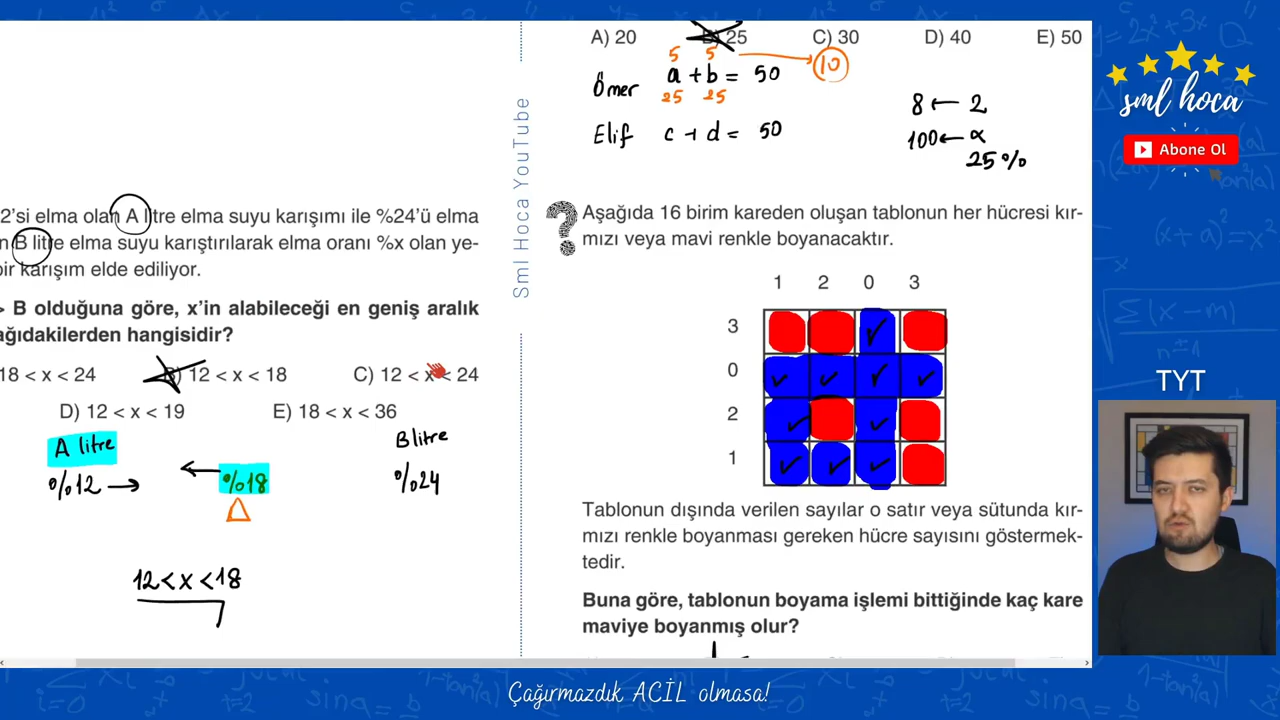 A) 20 B) 25 C) 30 D) 40 E) 50
5 5
Ömer a + b = 50 → 10
25 25
Elif c + d = 50
8 ← 2
100 ← α
25 %
Sml Hoca YouTube
2'si elma olan A litre elma suyu karışımı ile %24'ü elma
n B litre elma suyu karıştırılarak elma oranı %x olan ye-
bir karışım elde ediliyor.
> B olduğuna göre, x'in alabileceği en geniş aralık
ağıdakilerden hangisidir?
18 < x < 24 B) 12 < x < 18 C) 12 < x < 24
D) 12 < x < 19 E) 18 < x < 36
A litre B litre
%12 → ← %18 %24
12 < x < 18
? Aşağıda 16 birim kareden oluşan tablonun her hücresi kır-
mızı veya mavi renkle boyanacaktır.
1 2 0 3
3
0
2
1
Tablonun dışında verilen sayılar o satır veya sütunda kır-
mızı renkle boyanması gereken hücre sayısını göstermek-
tedir.
Buna göre, tablonun boyama işlemi bittiğinde kaç kare
maviye boyanmış olur?
sml hoca
Abone Ol
TYT
Çağırmazdık ACİL olmasa!